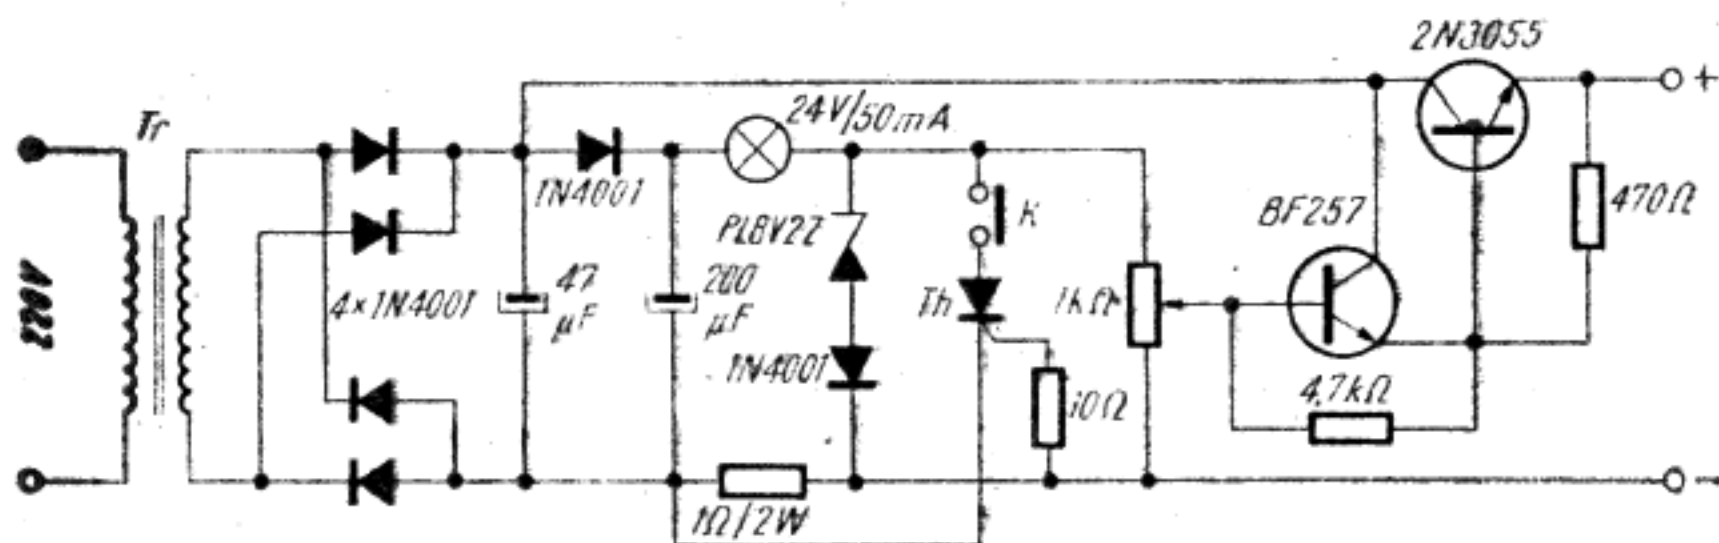 2N3055
+
Tr
24V/50mA
1N4001
K
BF257
470Ω
PL8V2Z
220V
4×1N4001
47
µF
200
µF
Th
1kΩ
1N4001
10Ω
4,7kΩ
-
1Ω/2W